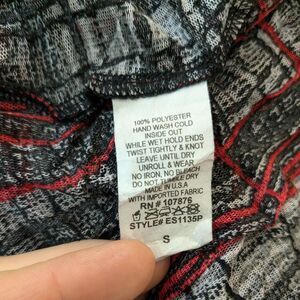 100% POLYESTER
HAND WASH COLD
INSIDE OUT
WHILE WET HOLD ENDS
TWIST TIGHTLY & KNOT
LEAVE UNTIL DRY
UNROLL & WEAR
NO IRON, NO BLEACH
DO NOT TUMBLE DRY
MADE IN U.S.A
WITH IMPORTED FABRIC
RN # 107876
STYLE# ES1135P
S